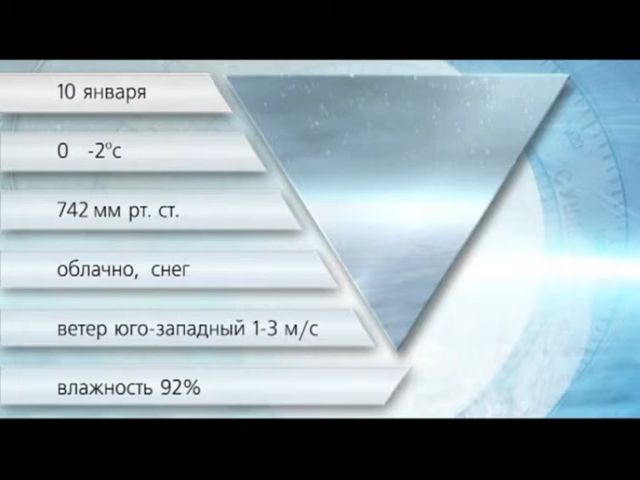 10 января
0 -2°c
742 мм рт. ст.
облачно, снег
ветер юго-западный 1-3 м/с
влажность 92%